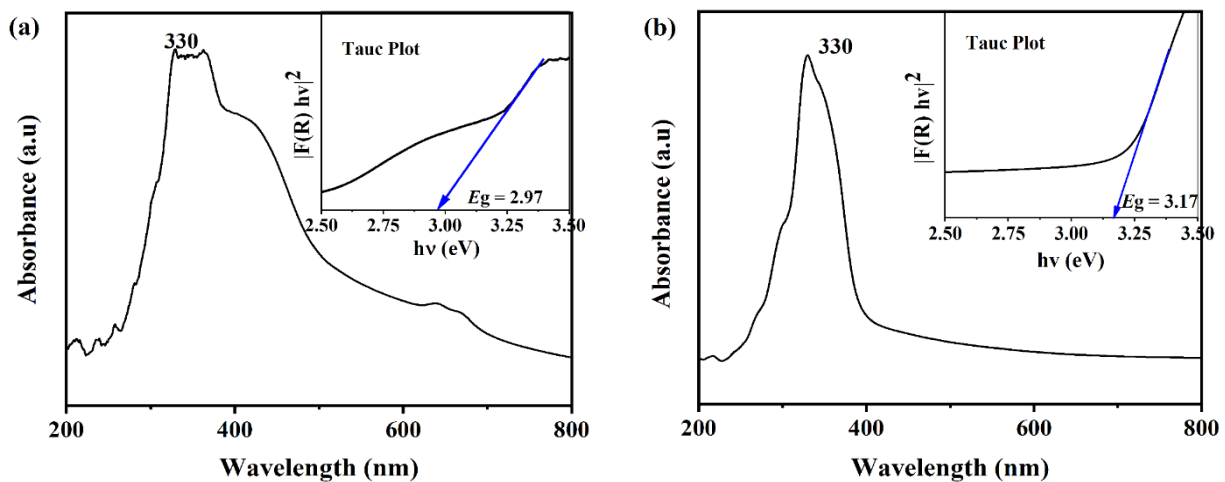 (a)
330
Tauc Plot
|F(R) hν|²
Eg = 2.97
2.50 2.75 3.00 3.25 3.50
hν (eV)
Absorbance (a.u)
200 400 600 800
Wavelength (nm)
(b)
330
Tauc Plot
|F(R) hν|²
Eg = 3.17
2.50 3.00 3.25 3.50
hν (eV)
Absorbance (a.u)
200 400 600 800
Wavelength (nm)